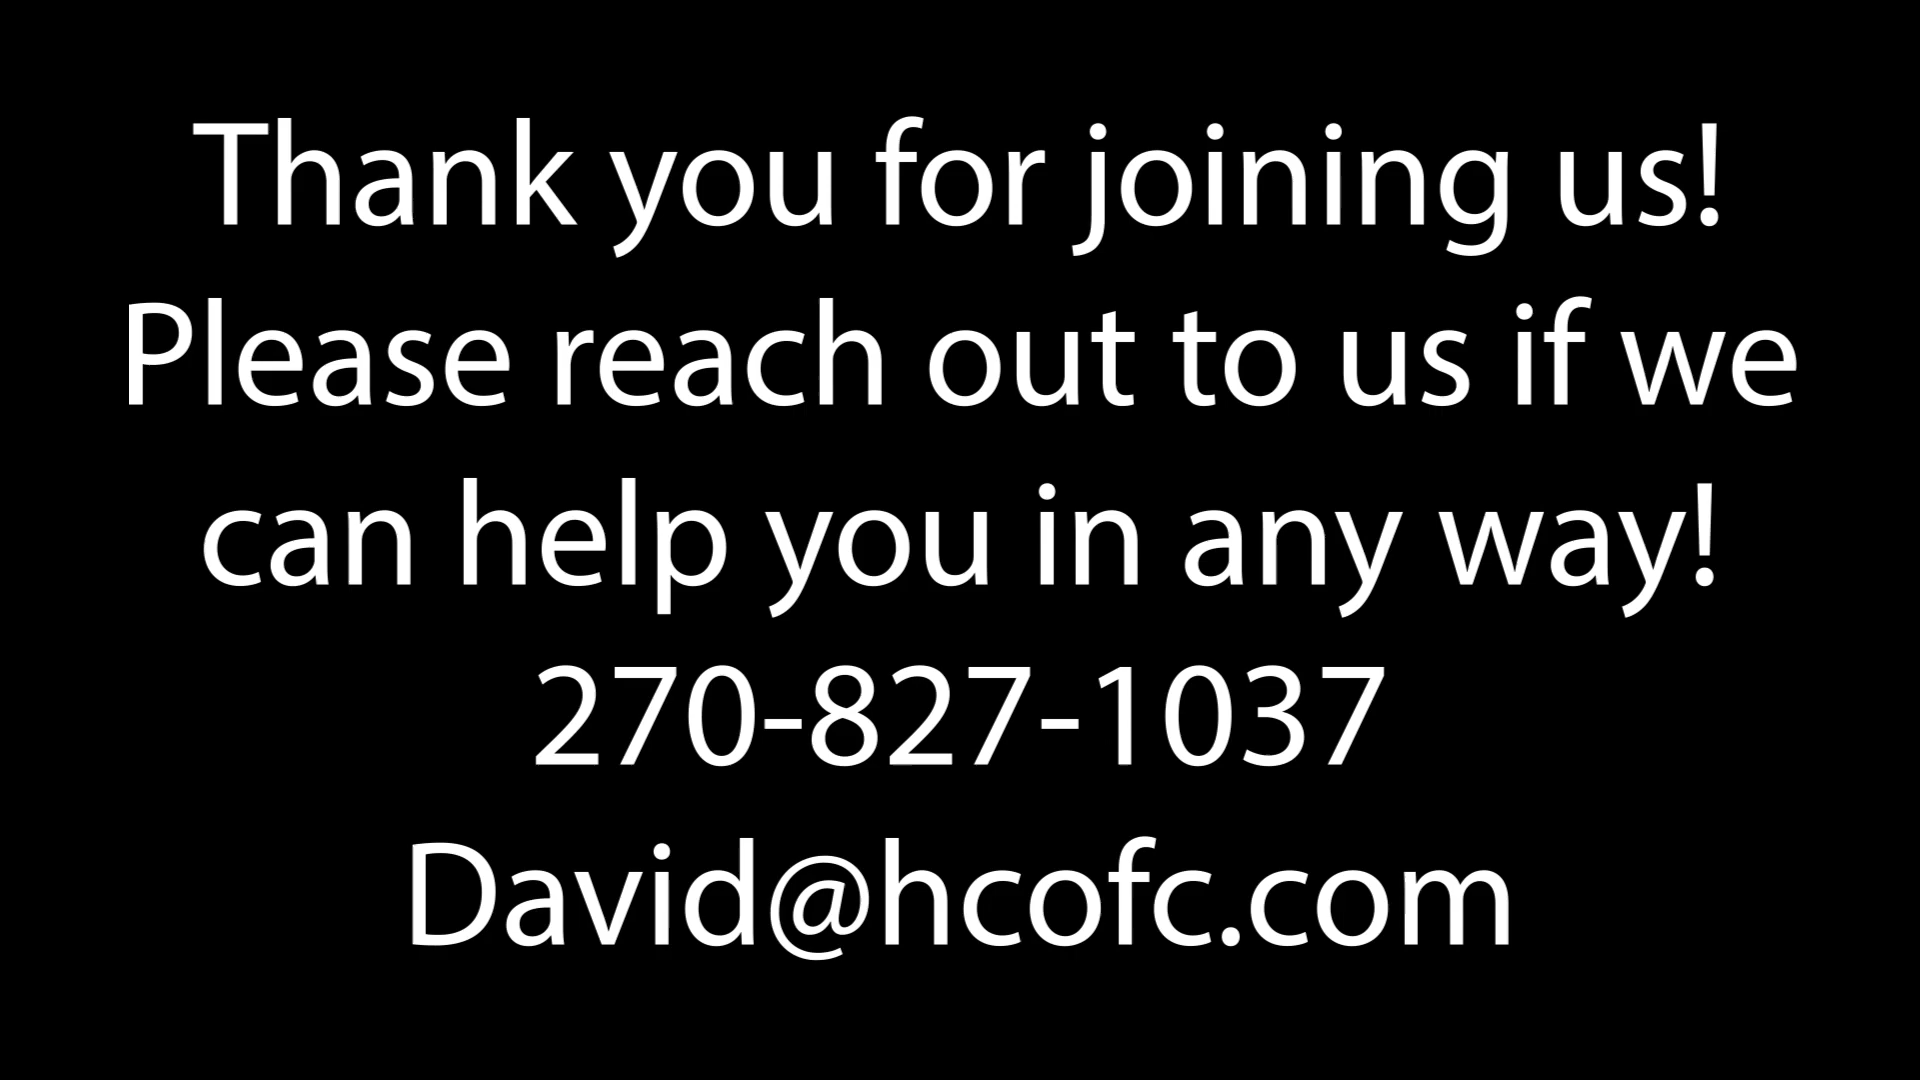 Thank you for joining us!
Please reach out to us if we
can help you in any way!
270-827-1037
David@hcofc.com